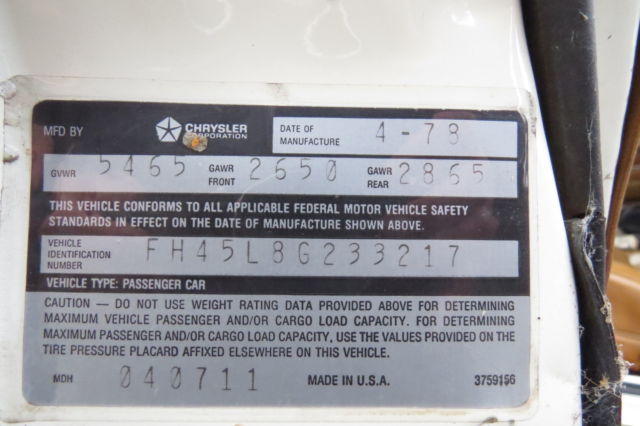 MFD BY CHRYSLER CORPORATION DATE OF MANUFACTURE 4-78
GVWR 5465 GAWR FRONT 2650 GAWR REAR 2865
THIS VEHICLE CONFORMS TO ALL APPLICABLE FEDERAL MOTOR VEHICLE SAFETY
STANDARDS IN EFFECT ON THE DATE OF MANUFACTURE SHOWN ABOVE.
VEHICLE IDENTIFICATION NUMBER FH45L8G233217
VEHICLE TYPE: PASSENGER CAR
CAUTION — DO NOT USE WEIGHT RATING DATA PROVIDED ABOVE FOR DETERMINING
MAXIMUM VEHICLE PASSENGER AND/OR CARGO LOAD CAPACITY. FOR DETERMINING
MAXIMUM PASSENGER AND/OR CARGO LOAD CAPACITY, USE THE VALUES PROVIDED ON
THE TIRE PRESSURE PLACARD AFFIXED ELSEWHERE ON THIS VEHICLE.
MDH 040711 MADE IN U.S.A. 3759156